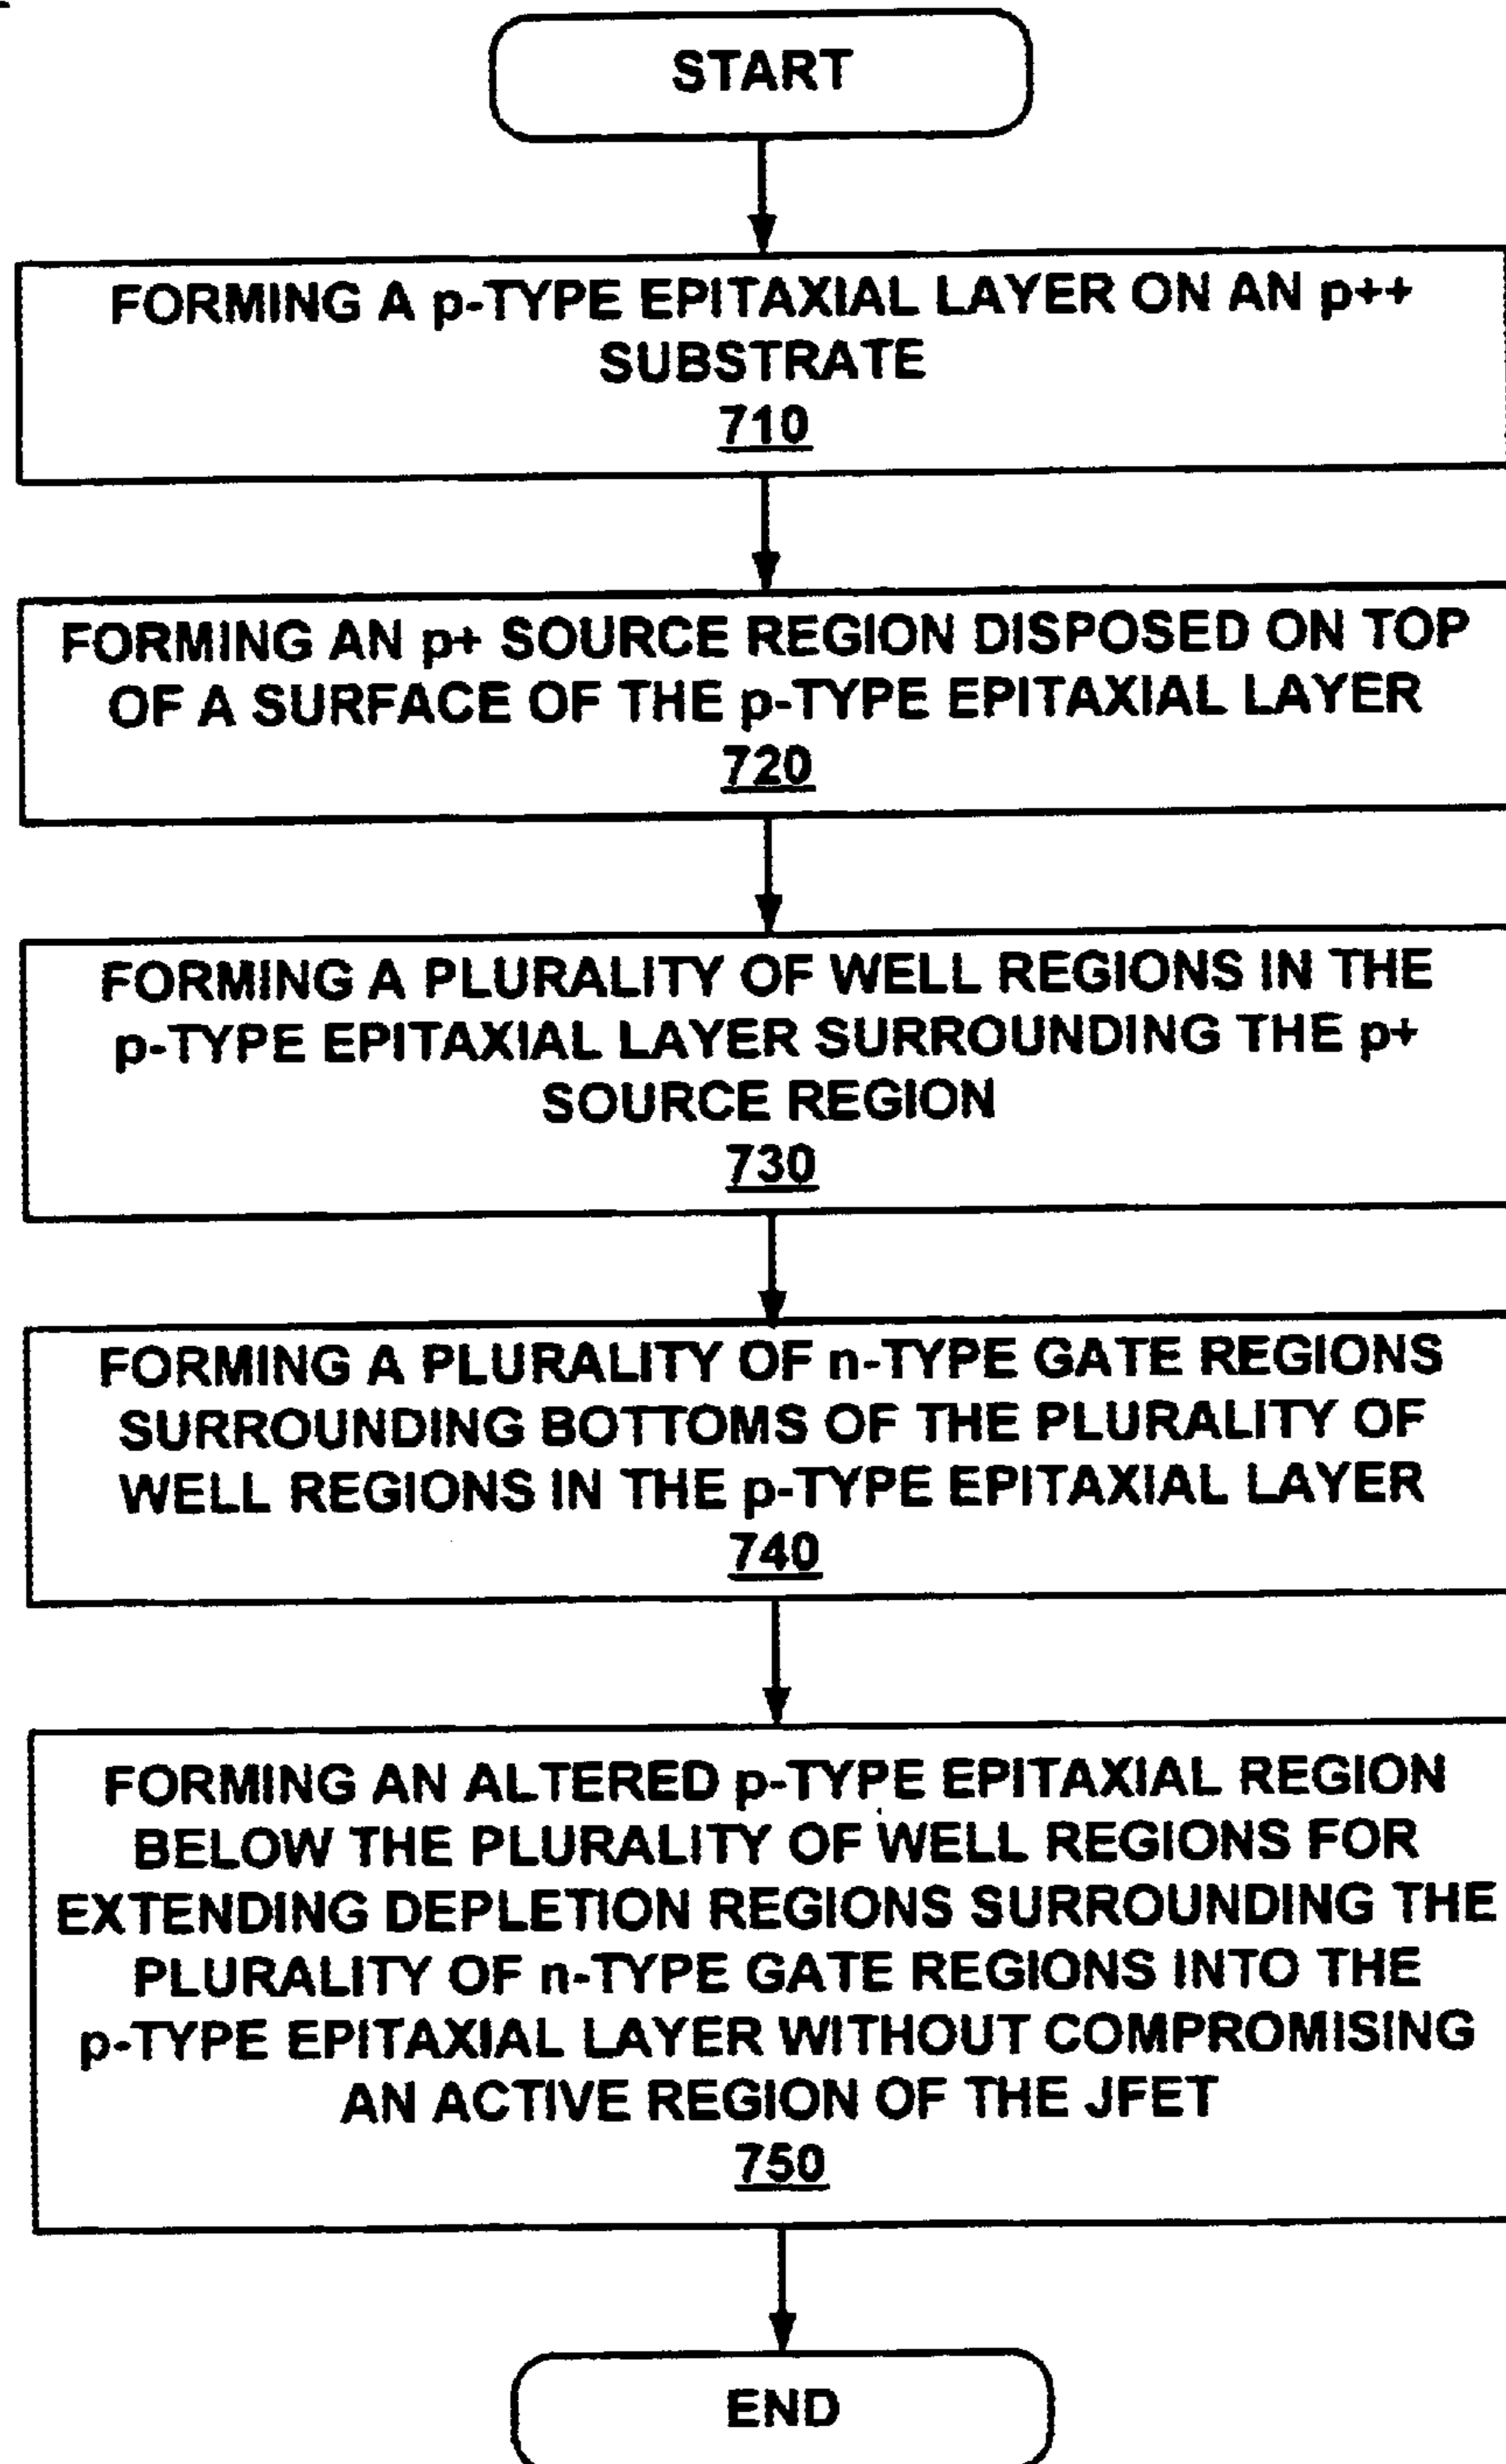 START
FORMING A p-TYPE EPITAXIAL LAYER ON AN p++
SUBSTRATE
710
FORMING AN p+ SOURCE REGION DISPOSED ON TOP
OF A SURFACE OF THE p-TYPE EPITAXIAL LAYER
720
FORMING A PLURALITY OF WELL REGIONS IN THE
p-TYPE EPITAXIAL LAYER SURROUNDING THE p+
SOURCE REGION
730
FORMING A PLURALITY OF n-TYPE GATE REGIONS
SURROUNDING BOTTOMS OF THE PLURALITY OF
WELL REGIONS IN THE p-TYPE EPITAXIAL LAYER
740
FORMING AN ALTERED p-TYPE EPITAXIAL REGION
BELOW THE PLURALITY OF WELL REGIONS FOR
EXTENDING DEPLETION REGIONS SURROUNDING THE
PLURALITY OF n-TYPE GATE REGIONS INTO THE
p-TYPE EPITAXIAL LAYER WITHOUT COMPROMISING
AN ACTIVE REGION OF THE JFET
750
END